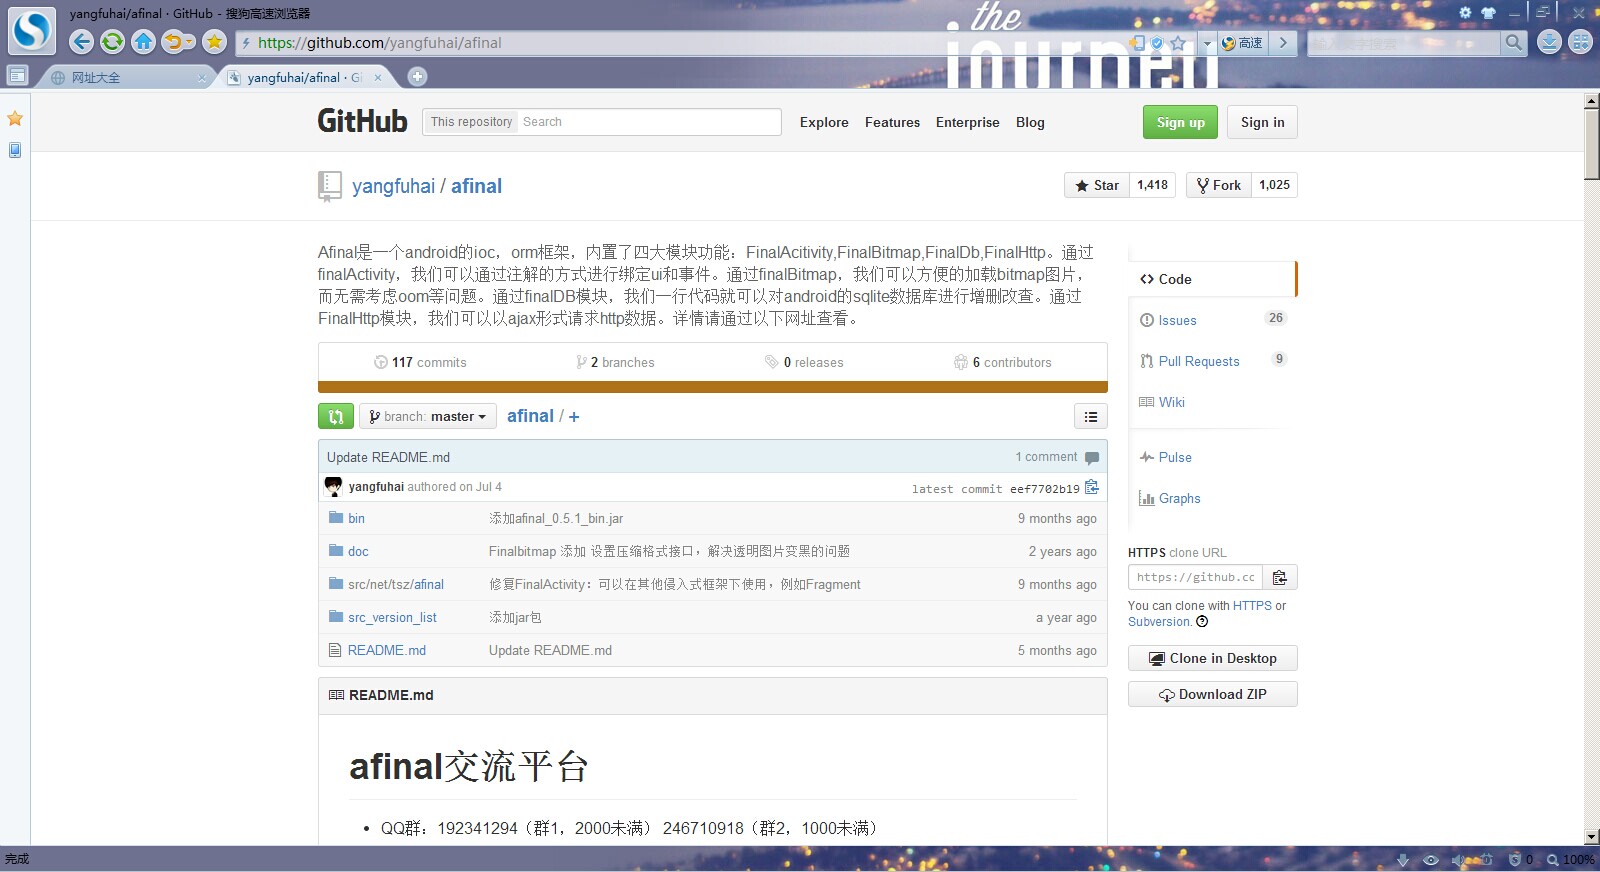 yangfuhai/afinal · GitHub - 搜狗高速浏览器
https://github.com/yangfuhai/afinal
高速
the
journey
网址大全
yangfuhai/afinal · Gi
GitHub
This repository Search
Explore Features Enterprise Blog
Sign up Sign in
yangfuhai / afinal
Star 1,418 Fork 1,025
Afinal是一个android的ioc，orm框架，内置了四大模块功能：FinalAcitivity,FinalBitmap,FinalDb,FinalHttp。通过
finalActivity，我们可以通过注解的方式进行绑定ui和事件。通过finalBitmap，我们可以方便的加载bitmap图片，
而无需考虑oom等问题。通过finalDB模块，我们一行代码就可以对android的sqlite数据库进行增删改查。通过
FinalHttp模块，我们可以以ajax形式请求http数据。详情请通过以下网址查看。
117 commits 2 branches 0 releases 6 contributors
branch: master afinal / +
Update README.md 1 comment
yangfuhai authored on Jul 4 latest commit eef7702b19
bin 添加afinal_0.5.1_bin.jar 9 months ago
doc Finalbitmap 添加 设置压缩格式接口，解决透明图片变黑的问题 2 years ago
src/net/tsz/afinal 修复FinalActivity：可以在其他侵入式框架下使用，例如Fragment 9 months ago
src_version_list 添加jar包 a year ago
README.md Update README.md 5 months ago
README.md
afinal交流平台
• QQ群：192341294（群1，2000未满） 246710918（群2，1000未满）
Code
Issues 26
Pull Requests 9
Wiki
Pulse
Graphs
HTTPS clone URL
https://github.cc
You can clone with HTTPS or
Subversion.
Clone in Desktop
Download ZIP
完成
0 100%